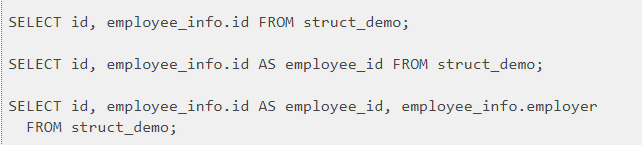 SELECT id, employee_info.id FROM struct_demo;
SELECT id, employee_info.id AS employee_id FROM struct_demo;
SELECT id, employee_info.id AS employee_id, employee_info.employer
FROM struct_demo;